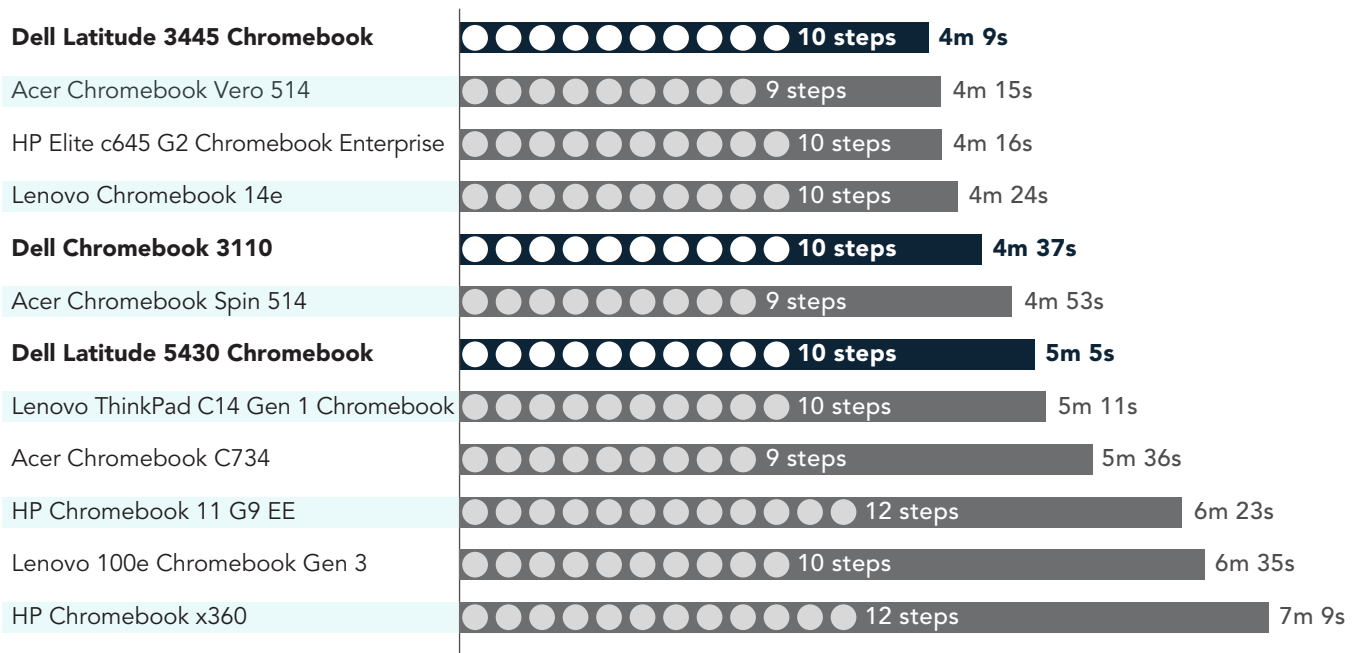 Dell Latitude 3445 Chromebook 10 steps 4m 9s
Acer Chromebook Vero 514 9 steps 4m 15s
HP Elite c645 G2 Chromebook Enterprise 10 steps 4m 16s
Lenovo Chromebook 14e 10 steps 4m 24s
Dell Chromebook 3110 10 steps 4m 37s
Acer Chromebook Spin 514 9 steps 4m 53s
Dell Latitude 5430 Chromebook 10 steps 5m 5s
Lenovo ThinkPad C14 Gen 1 Chromebook 10 steps 5m 11s
Acer Chromebook C734 9 steps 5m 36s
HP Chromebook 11 G9 EE 12 steps 6m 23s
Lenovo 100e Chromebook Gen 3 10 steps 6m 35s
HP Chromebook x360 12 steps 7m 9s